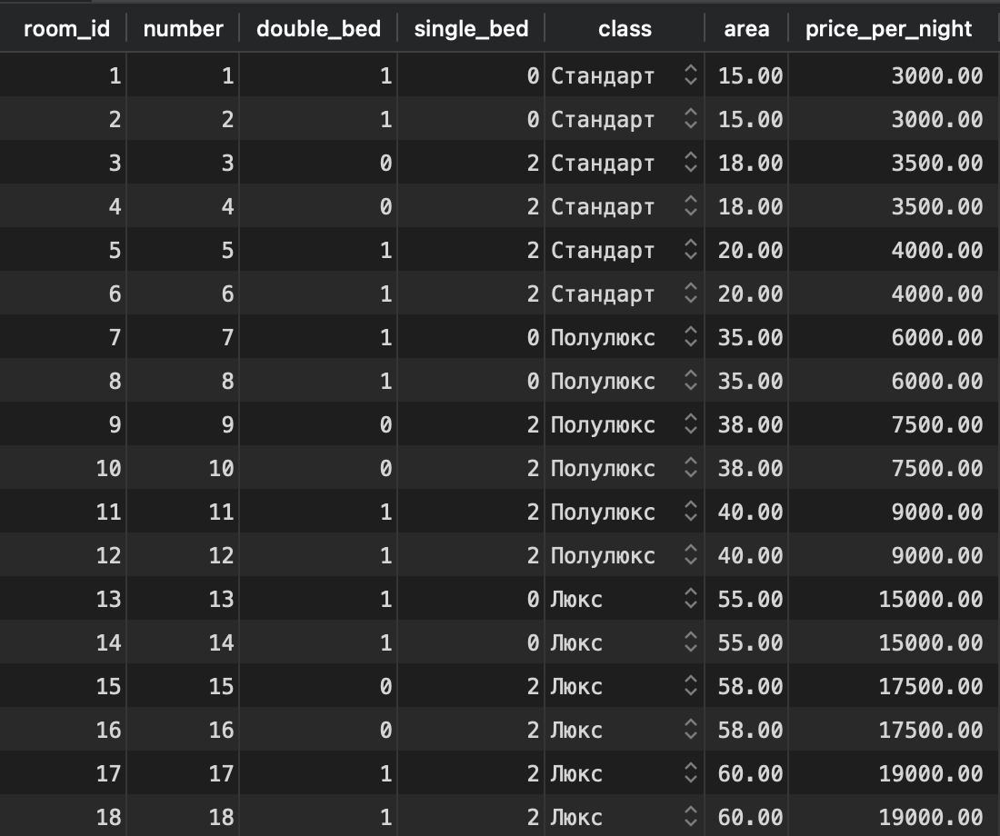 room_id number double_bed single_bed class area price_per_night
1 1 1 0 Стандарт 15.00 3000.00
2 2 1 0 Стандарт 15.00 3000.00
3 3 0 2 Стандарт 18.00 3500.00
4 4 0 2 Стандарт 18.00 3500.00
5 5 1 2 Стандарт 20.00 4000.00
6 6 1 2 Стандарт 20.00 4000.00
7 7 1 0 Полулюкс 35.00 6000.00
8 8 1 0 Полулюкс 35.00 6000.00
9 9 0 2 Полулюкс 38.00 7500.00
10 10 0 2 Полулюкс 38.00 7500.00
11 11 1 2 Полулюкс 40.00 9000.00
12 12 1 2 Полулюкс 40.00 9000.00
13 13 1 0 Люкс 55.00 15000.00
14 14 1 0 Люкс 55.00 15000.00
15 15 0 2 Люкс 58.00 17500.00
16 16 0 2 Люкс 58.00 17500.00
17 17 1 2 Люкс 60.00 19000.00
18 18 1 2 Люкс 60.00 19000.00